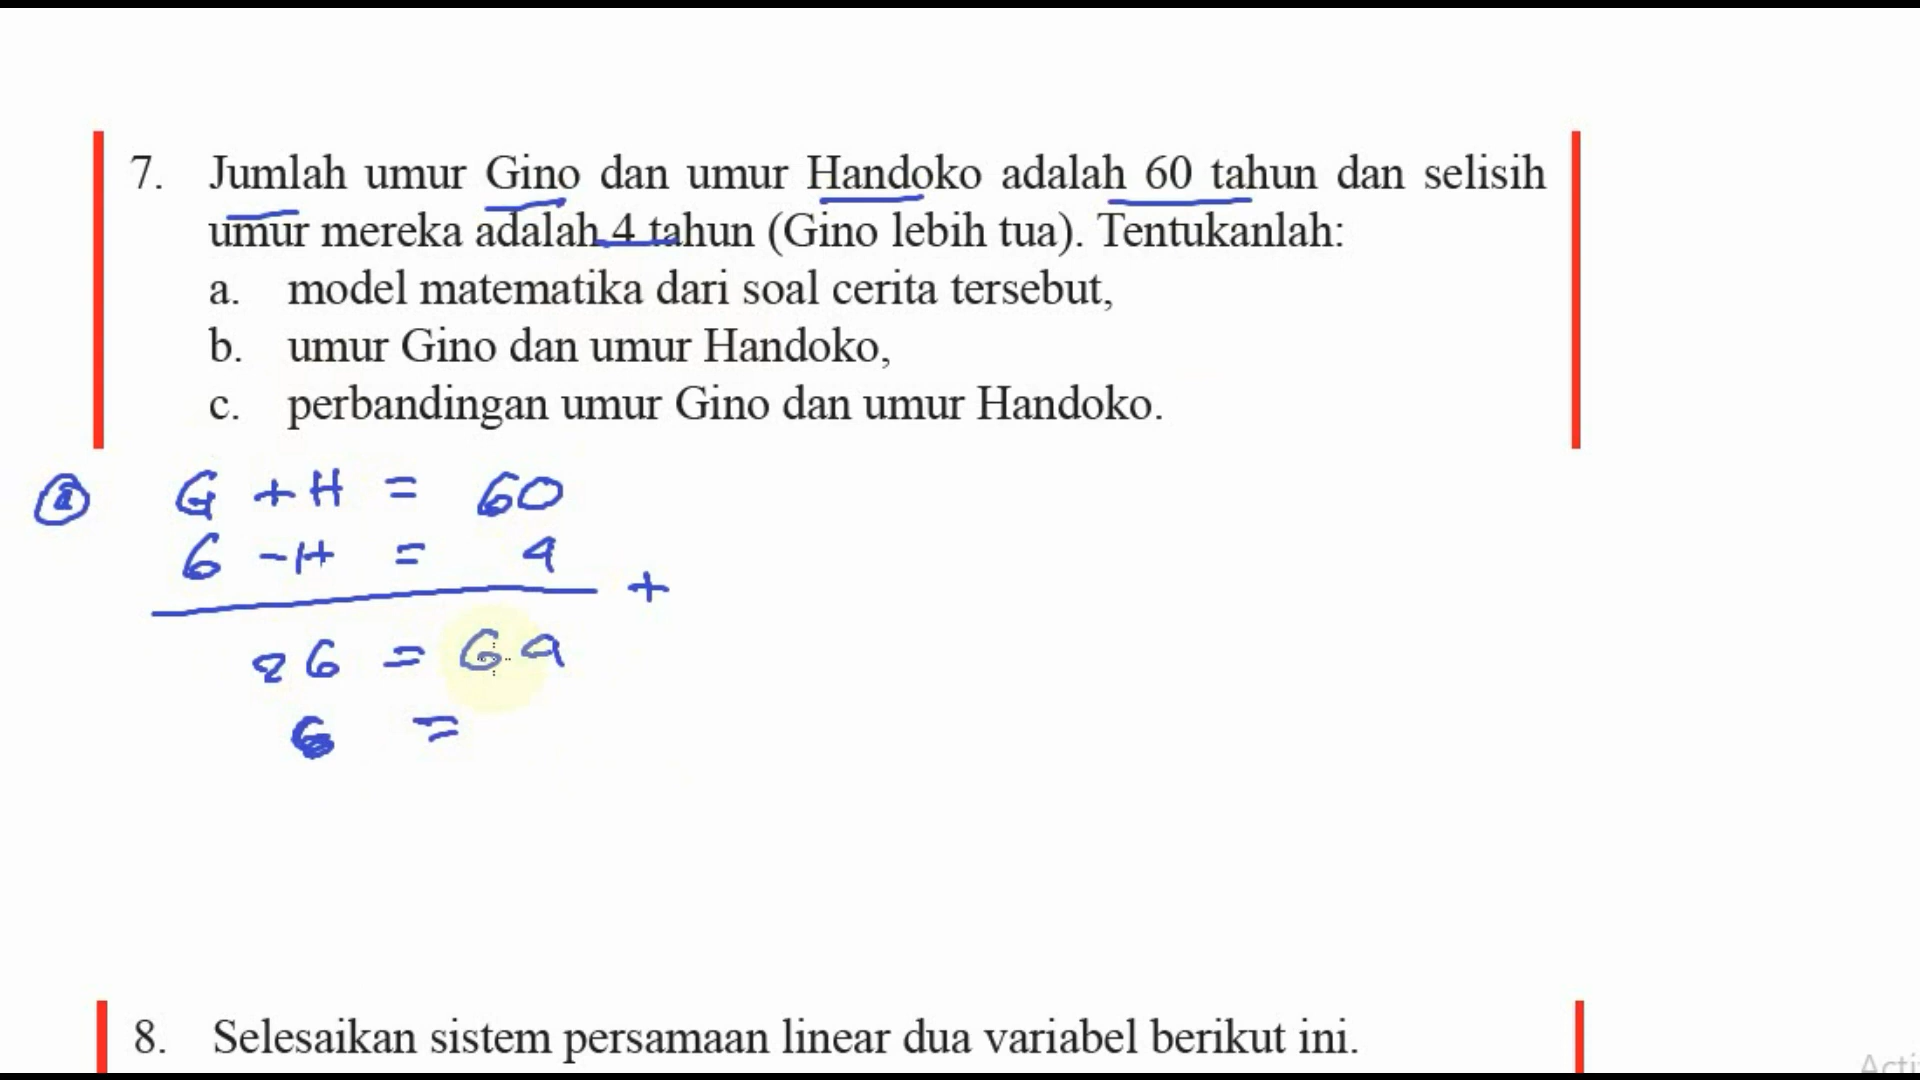 7. Jumlah umur Gino dan umur Handoko adalah 60 tahun dan selisih
umur mereka adalah 4 tahun (Gino lebih tua). Tentukanlah:
a. model matematika dari soal cerita tersebut,
b. umur Gino dan umur Handoko,
c. perbandingan umur Gino dan umur Handoko.
a G + H = 60
G - H = 4
+
2G = 64
G =
8. Selesaikan sistem persamaan linear dua variabel berikut ini.
Acti